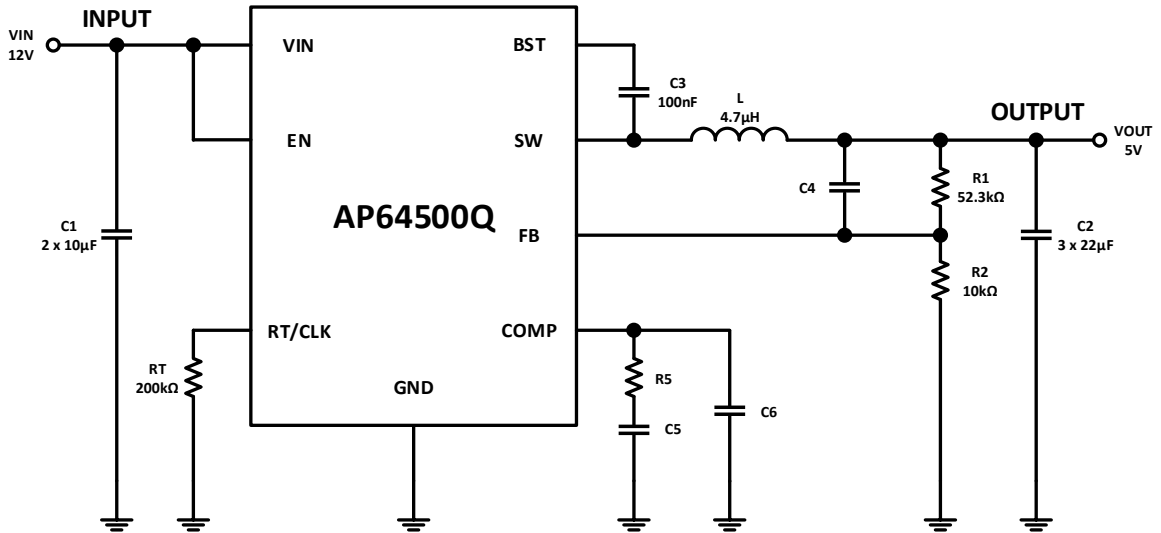 INPUT
VIN
12V
VIN
BST
C3
100nF
L
4.7µH
OUTPUT
VOUT
5V
EN
SW
C4
R1
52.3kΩ
AP64500Q
C1
2 x 10µF
FB
C2
3 x 22µF
R2
10kΩ
RT/CLK
COMP
RT
200kΩ
GND
R5
C5
C6